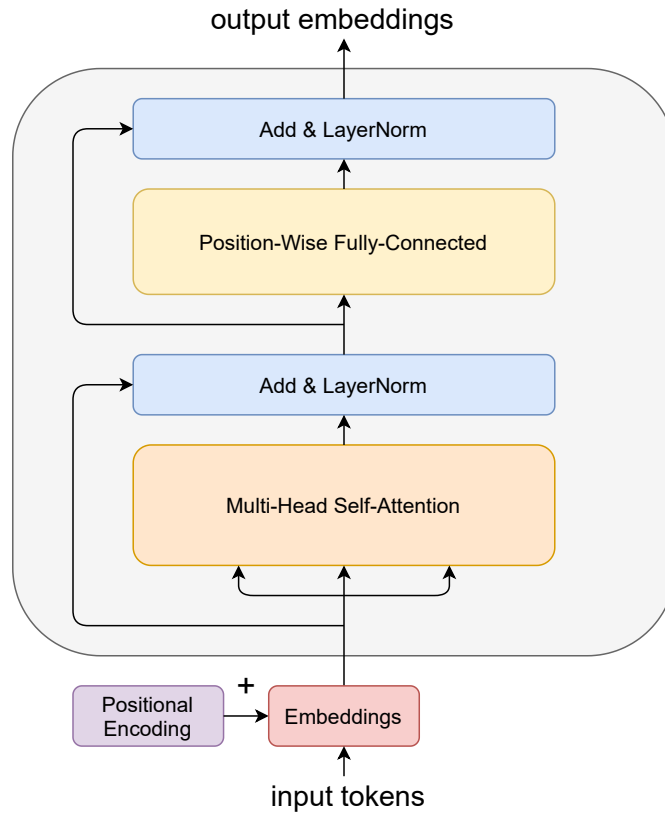 output embeddings
Add & LayerNorm
Position-Wise Fully-Connected
Add & LayerNorm
Multi-Head Self-Attention
+
Positional
Encoding
Embeddings
input tokens